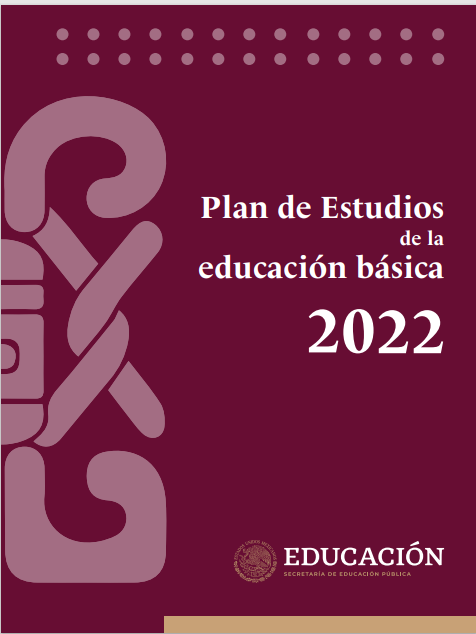 Plan de Estudios
de la
educación básica
2022
EDUCACIÓN
SECRETARÍA DE EDUCACIÓN PÚBLICA